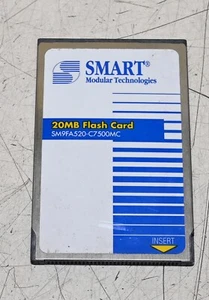 SMART®
Modular Technologies
20MB Flash Card
SM9FA520-C7500MC
INSERT